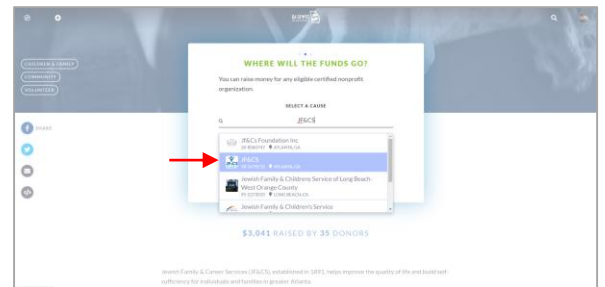 CHILDREN & FAMILY
COMMUNITY
VOLUNTEER
SHARE
WHERE WILL THE FUNDS GO?
You can raise money for any eligible certified nonprofit
organization.
SELECT A CAUSE
JF&CS
JF&CS Foundation Inc
ATLANTA, GA
JF&CS
ATLANTA, GA
Jewish Family & Childrens Service of Long Beach-
West Orange County
LONG BEACH, CA
Jewish Family & Children's Service
$3,041 RAISED BY 35 DONORS
Jewish Family & Career Services (JF&CS), established in 1891, helps improve the quality of life and build self-
sufficiency for individuals and families in greater Atlanta.